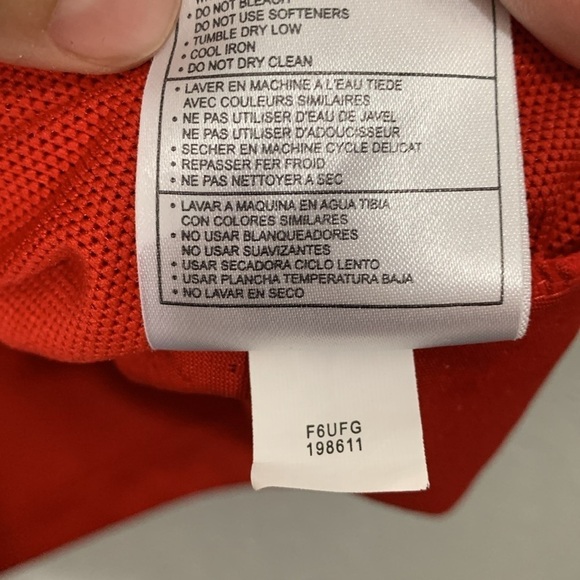 • DO NOT BLEACH
DO NOT USE SOFTENERS
• TUMBLE DRY LOW
• COOL IRON
• DO NOT DRY CLEAN
• LAVER EN MACHINE A L'EAU TIEDE
AVEC COULEURS SIMILAIRES
• NE PAS UTILISER D'EAU DE JAVEL
NE PAS UTILISER D'ADOUCISSEUR
• SECHER EN MACHINE CYCLE DELICAT
• REPASSER FER FROID
• NE PAS NETTOYER A SEC
• LAVAR A MAQUINA EN AGUA TIBIA
CON COLORES SIMILARES
• NO USAR BLANQUEADORES
NO USAR SUAVIZANTES
• USAR SECADORA CICLO LENTO
• USAR PLANCHA TEMPERATURA BAJA
• NO LAVAR EN SECO
F6UFG
198611